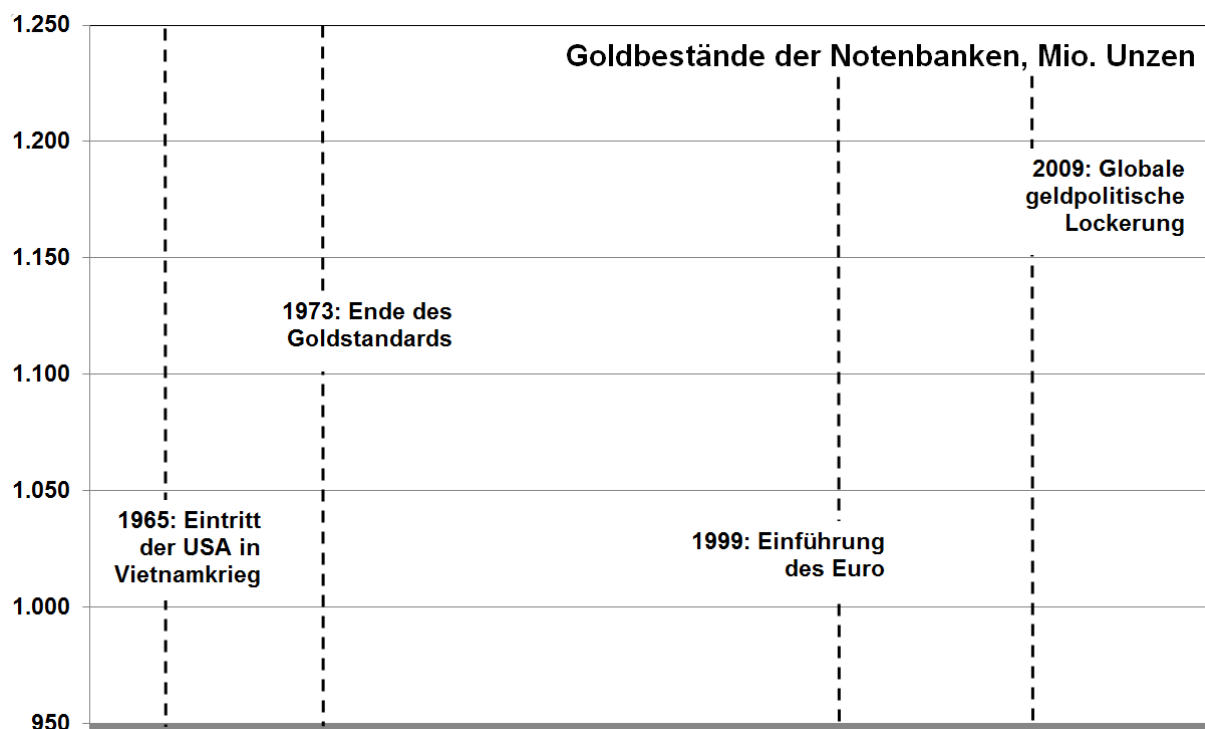 Goldbestände der Notenbanken, Mio. Unzen
1.250
1.200
1.150
1.100
1.050
1.000
950
1965: Eintritt
der USA in
Vietnamkrieg
1973: Ende des
Goldstandards
1999: Einführung
des Euro
2009: Globale
geldpolitische
Lockerung